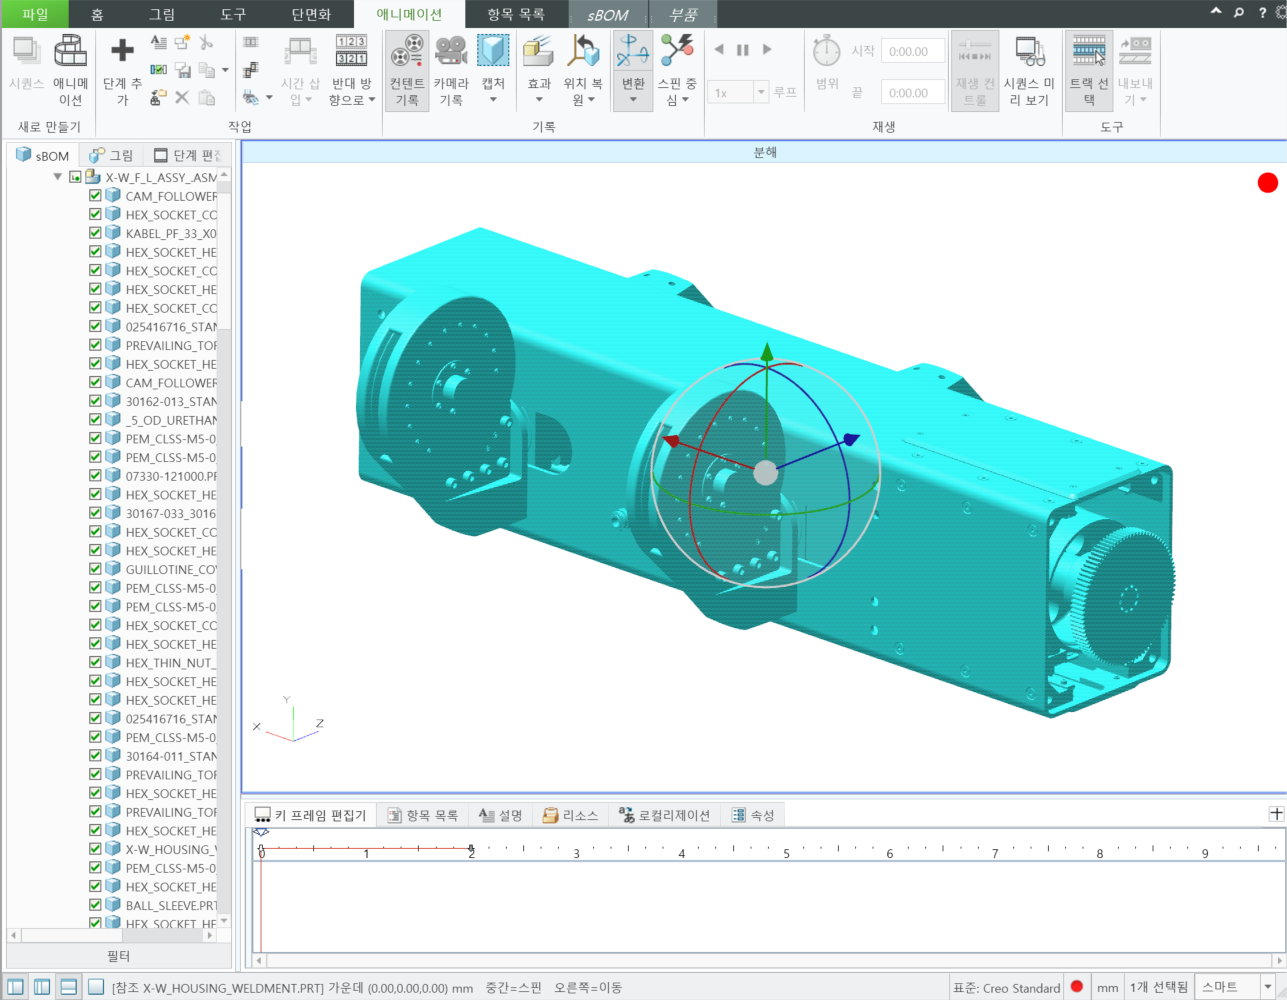 파일 홈 그림 도구 단면화 애니메이션 항목 목록 sBOM 부품
시퀀스 애니메이션 단계 추가 시간 삽입 반대 방향으로 컨텐트 기록 카메라 기록 캡처 효과 위치 복원 변환 스핀 중심 1x 루프 범위 시작 0:00.00 끝 0:00.00 재생 컨트롤 시퀀스 미리 보기 트랙 선택 내보내기
새로 만들기 작업 기록 재생 도구
sBOM 그림 단계 편집
분해
X-W_F_L_ASSY_.ASM
CAM_FOLLOWER
HEX_SOCKET_CO
KABEL_PF_33_X0
HEX_SOCKET_HE
HEX_SOCKET_CO
HEX_SOCKET_HE
HEX_SOCKET_CO
025416716_STAN
PREVAILING_TOR
HEX_SOCKET_HE
CAM_FOLLOWER
30162-013_STAN
_5_OD_URETHAN
PEM_CLSS-M5-0
PEM_CLSS-M5-0
07330-121000.PR
HEX_SOCKET_HE
30167-033_3016
HEX_SOCKET_CO
HEX_SOCKET_HE
GUILLOTINE_COV
PEM_CLSS-M5-0
PEM_CLSS-M5-0
HEX_SOCKET_CO
HEX_SOCKET_HE
HEX_THIN_NUT_
HEX_SOCKET_HE
HEX_SOCKET_HE
025416716_STAN
PEM_CLSS-M5-0
30164-011_STAN
PREVAILING_TOR
HEX_SOCKET_HE
PREVAILING_TOR
HEX_SOCKET_HE
X-W_HOUSING_W
PEM_CLSS-M5-0
HEX_SOCKET_HE
BALL_SLEEVE.PRT
HEX_SOCKET_HE
필터
Y
X Z
키 프레임 편집기 항목 목록 설명 리소스 로컬리제이션 속성
0 1 2 3 4 5 6 7 8 9
[참조 X-W_HOUSING_WELDMENT.PRT] 가운데 (0.00,0.00,0.00) mm 중간=스핀 오른쪽=이동 표준: Creo Standard mm 1개 선택됨 스마트